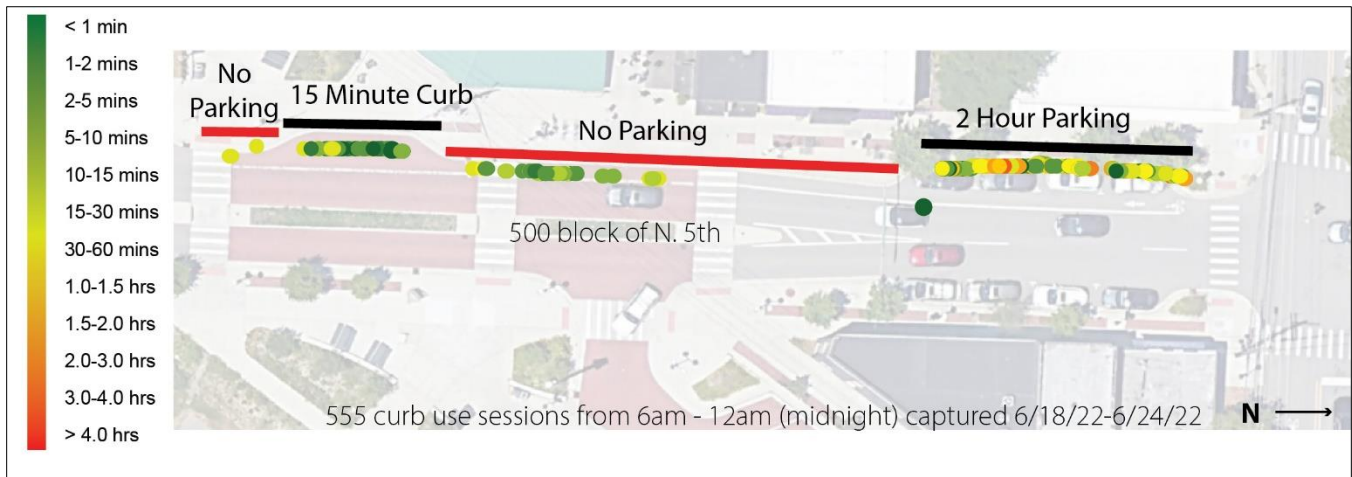 < 1 min
1-2 mins
2-5 mins
5-10 mins
10-15 mins
15-30 mins
30-60 mins
1.0-1.5 hrs
1.5-2.0 hrs
2.0-3.0 hrs
3.0-4.0 hrs
> 4.0 hrs
No
Parking
15 Minute Curb
No Parking
2 Hour Parking
500 block of N. 5th
555 curb use sessions from 6am - 12am (midnight) captured 6/18/22-6/24/22
N